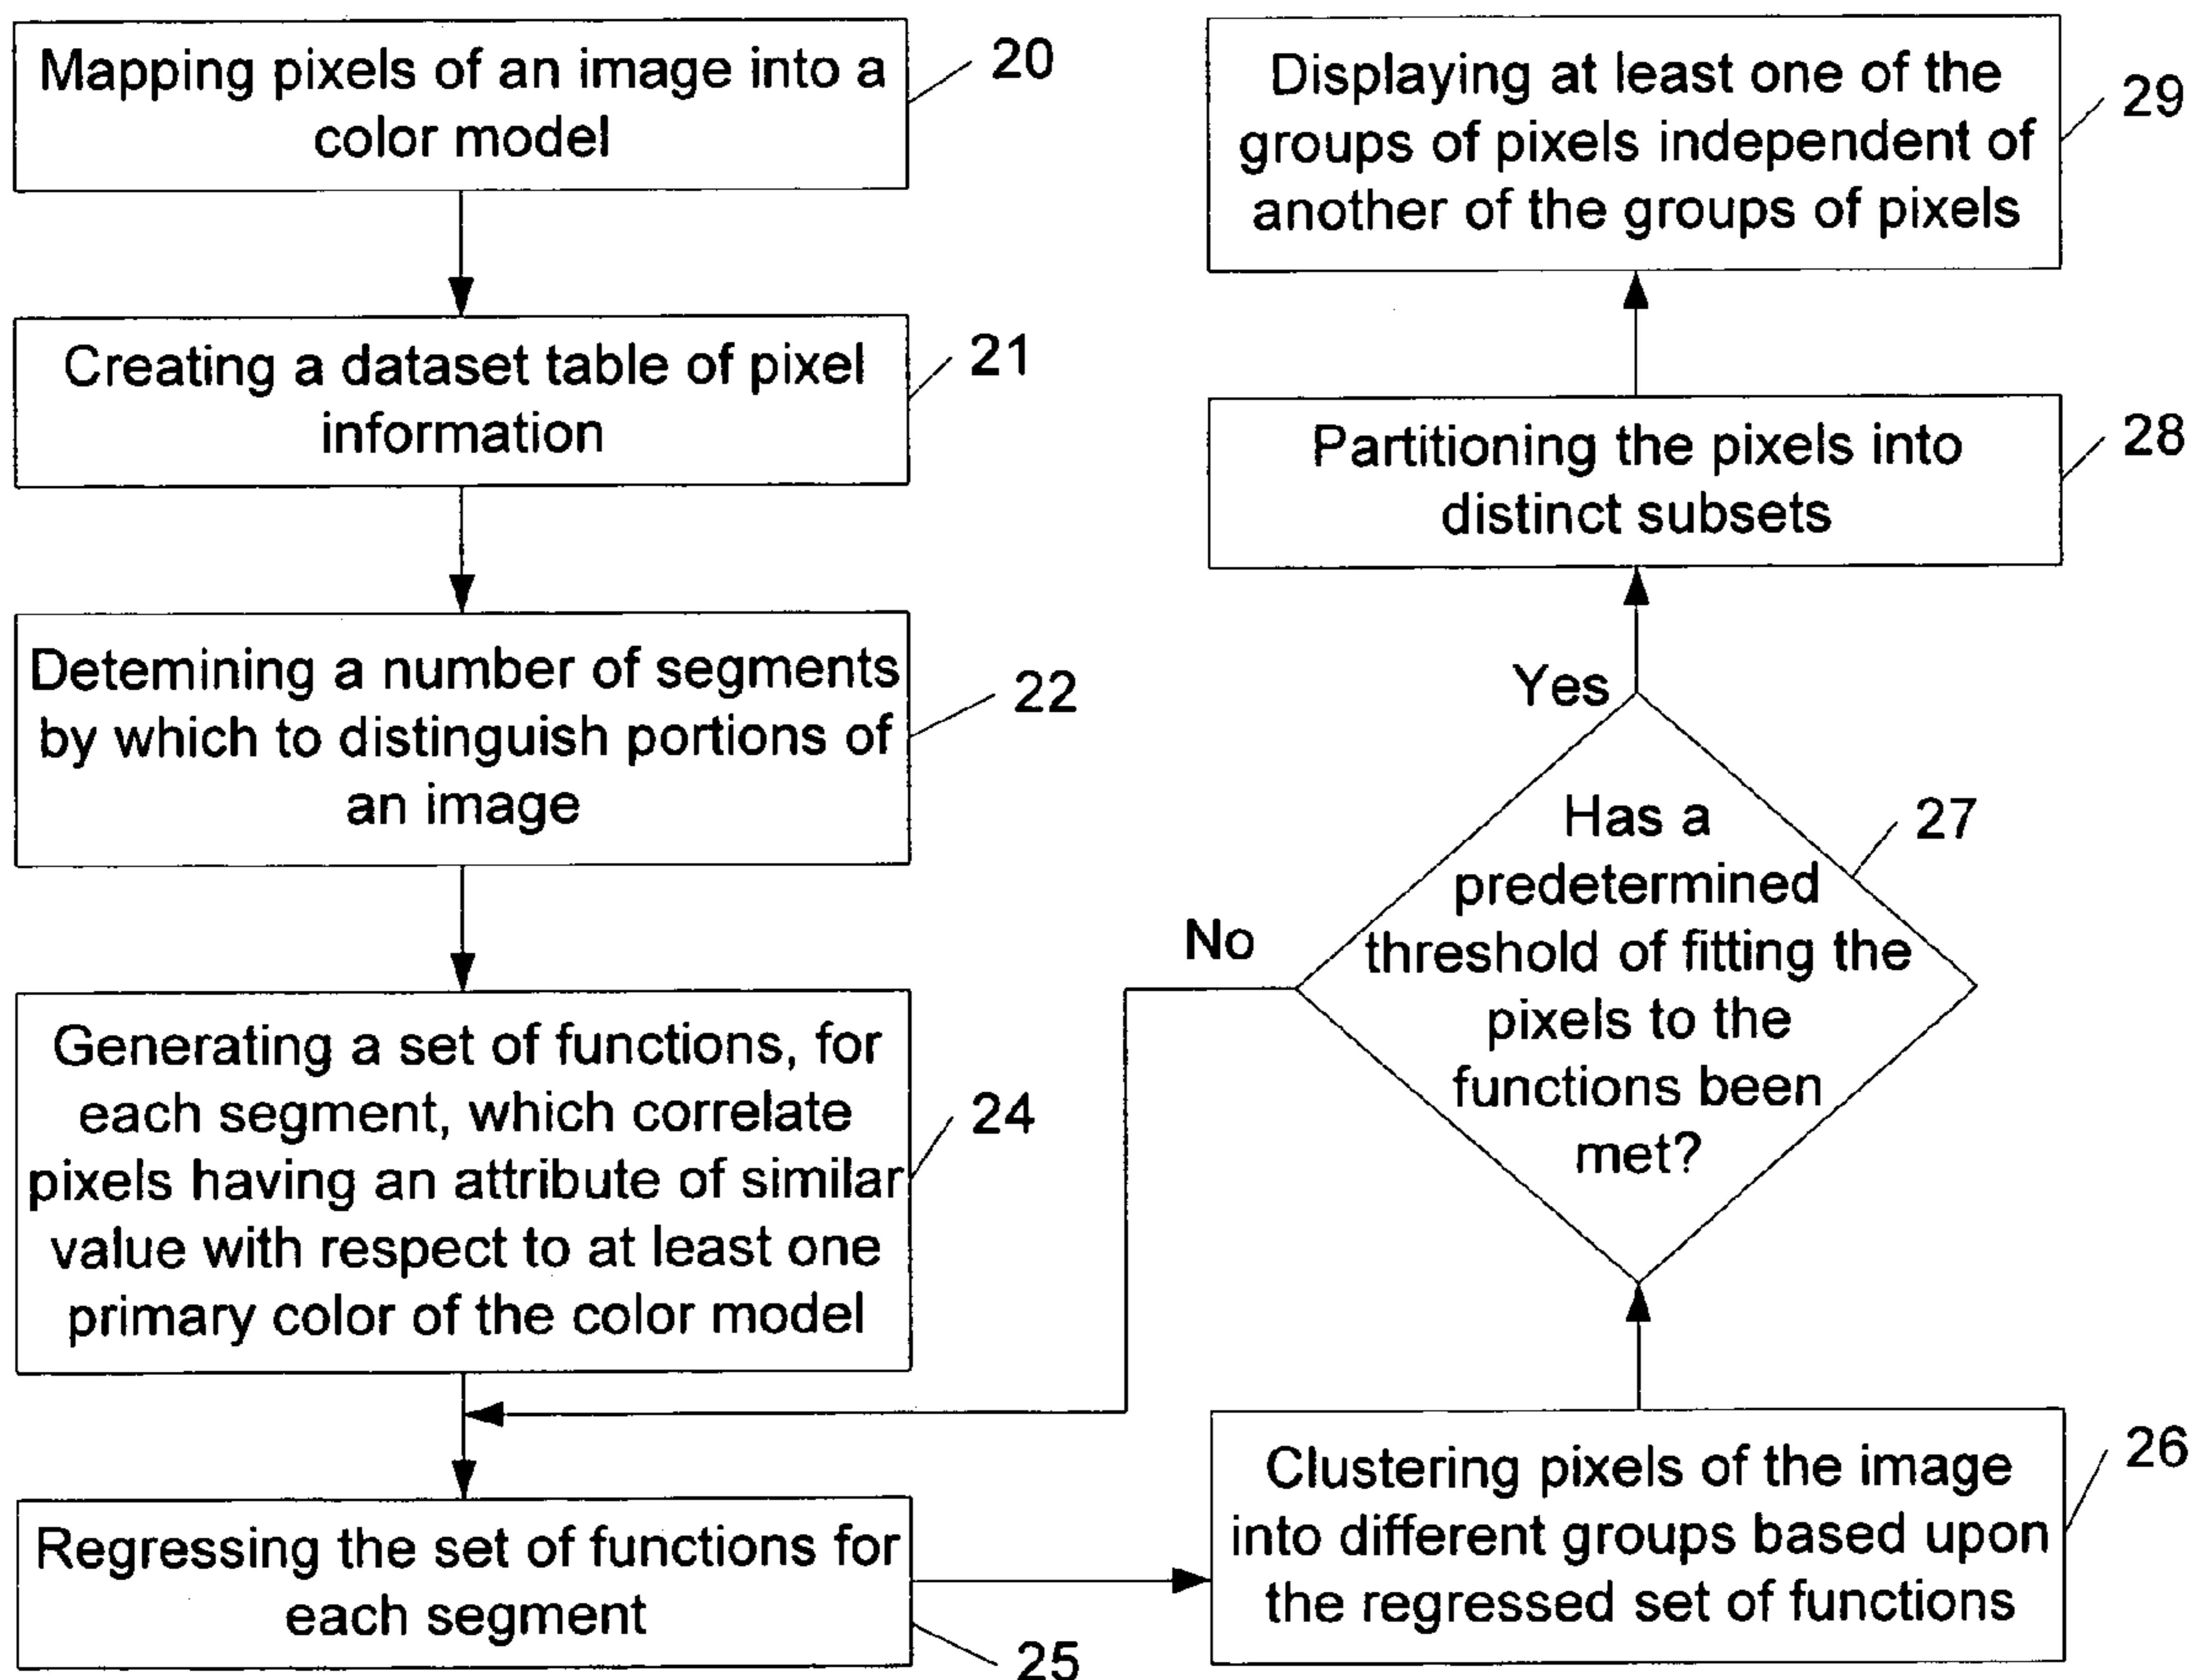 Mapping pixels of an image into a
color model
20
Creating a dataset table of pixel
information
21
Detemining a number of segments
by which to distinguish portions of
an image
22
Generating a set of functions, for
each segment, which correlate
pixels having an attribute of similar
value with respect to at least one
primary color of the color model
24
Regressing the set of functions for
each segment
25
Clustering pixels of the image
into different groups based upon
the regressed set of functions
26
Has a
predetermined
threshold of fitting the
pixels to the
functions been
met?
27
No
Yes
Partitioning the pixels into
distinct subsets
28
Displaying at least one of the
groups of pixels independent of
another of the groups of pixels
29